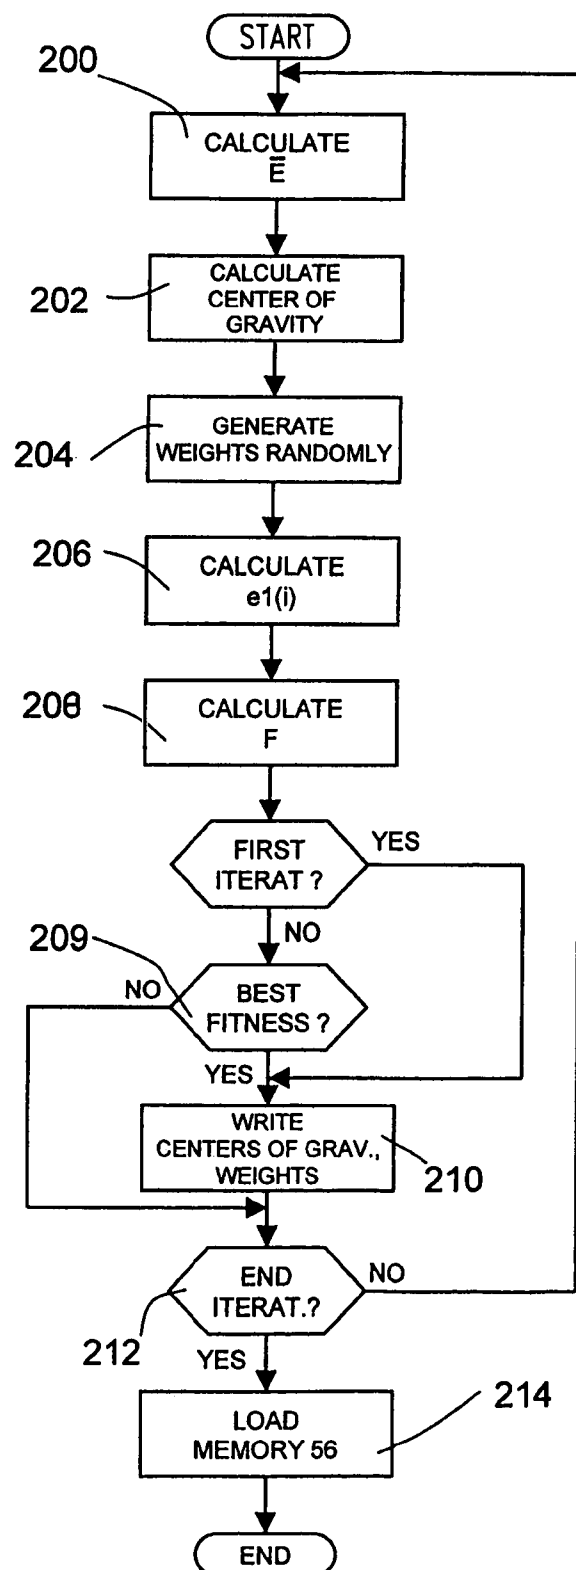 START
200
CALCULATE
E̅
202
CALCULATE
CENTER OF
GRAVITY
204
GENERATE
WEIGHTS RANDOMLY
206
CALCULATE
e1(i)
208
CALCULATE
F
FIRST
ITERAT ?
YES
NO
209
NO
BEST
FITNESS ?
YES
WRITE
CENTERS OF GRAV.,
WEIGHTS
210
END
ITERAT.?
NO
212
YES
214
LOAD
MEMORY 56
END